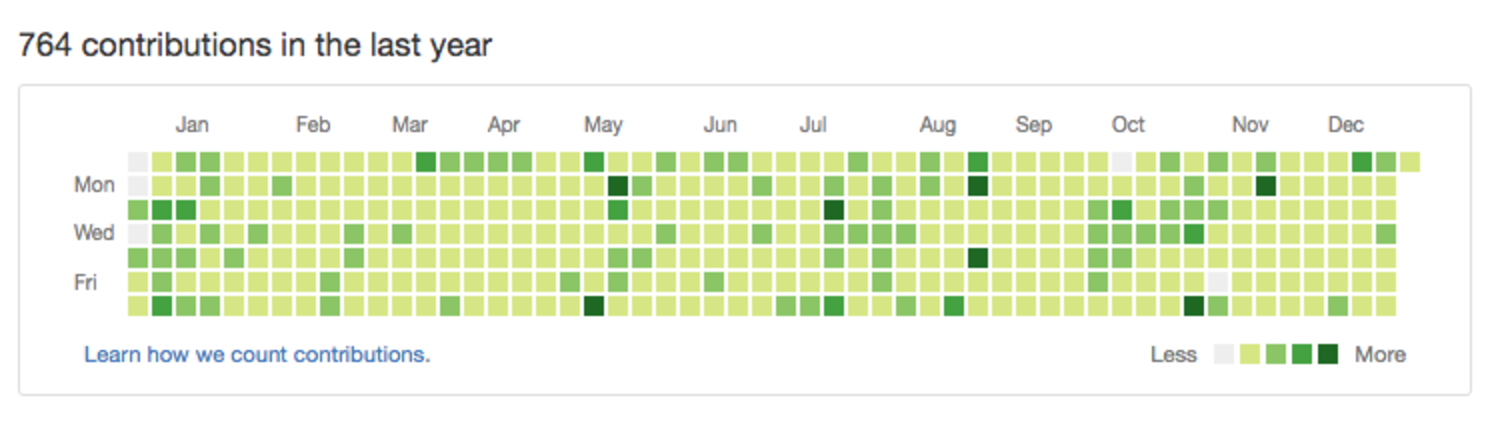 764 contributions in the last year
Jan Feb Mar Apr May Jun Jul Aug Sep Oct Nov Dec
Mon
Wed
Fri
Learn how we count contributions.
Less More